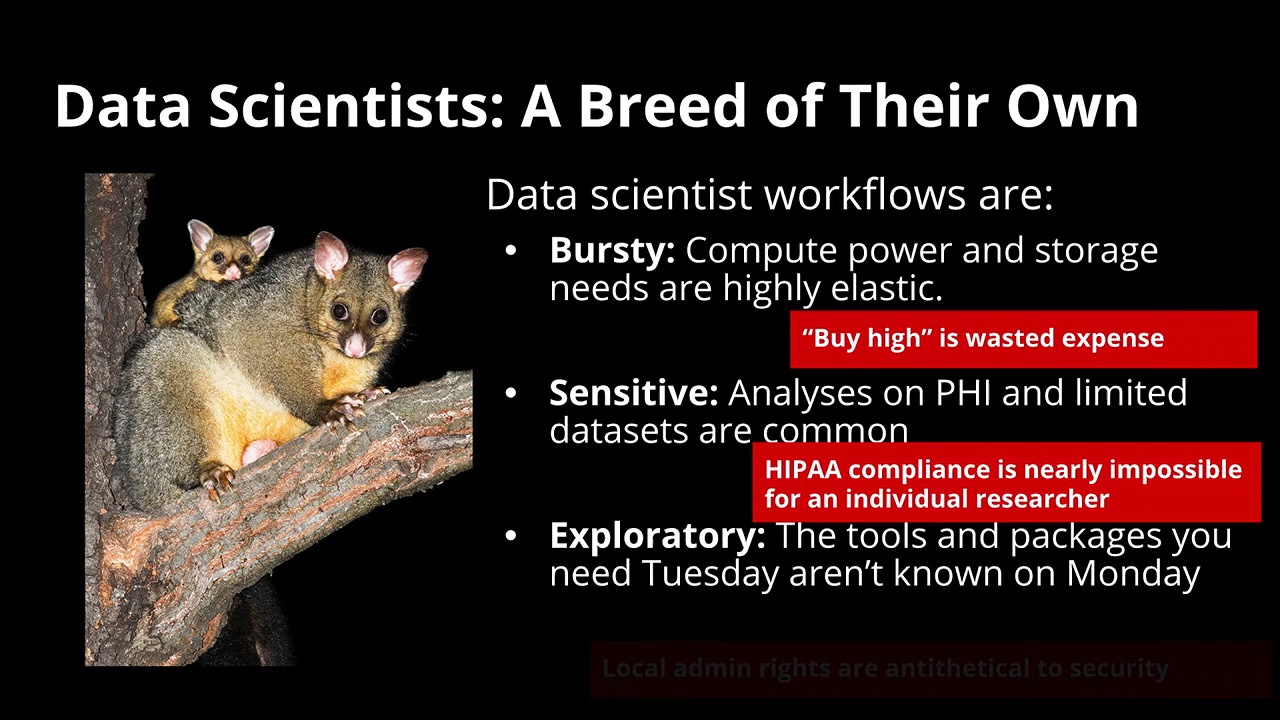 Data Scientists: A Breed of Their Own
Data scientist workflows are:
• Bursty: Compute power and storage
needs are highly elastic.
“Buy high” is wasted expense
• Sensitive: Analyses on PHI and limited
datasets are common
HIPAA compliance is nearly impossible
for an individual researcher
• Exploratory: The tools and packages you
need Tuesday aren’t known on Monday
Local admin rights are antithetical to security